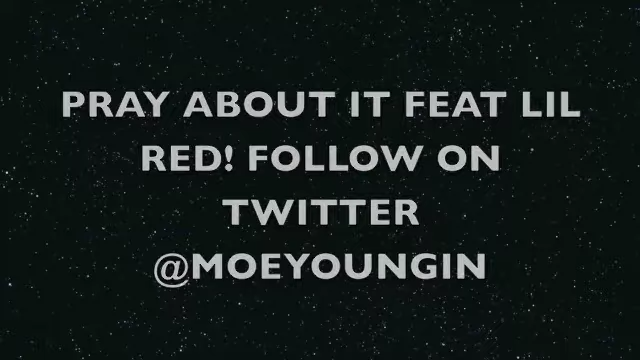 PRAY ABOUT IT FEAT LIL
RED! FOLLOW ON
TWITTER
@MOEYOUNGIN